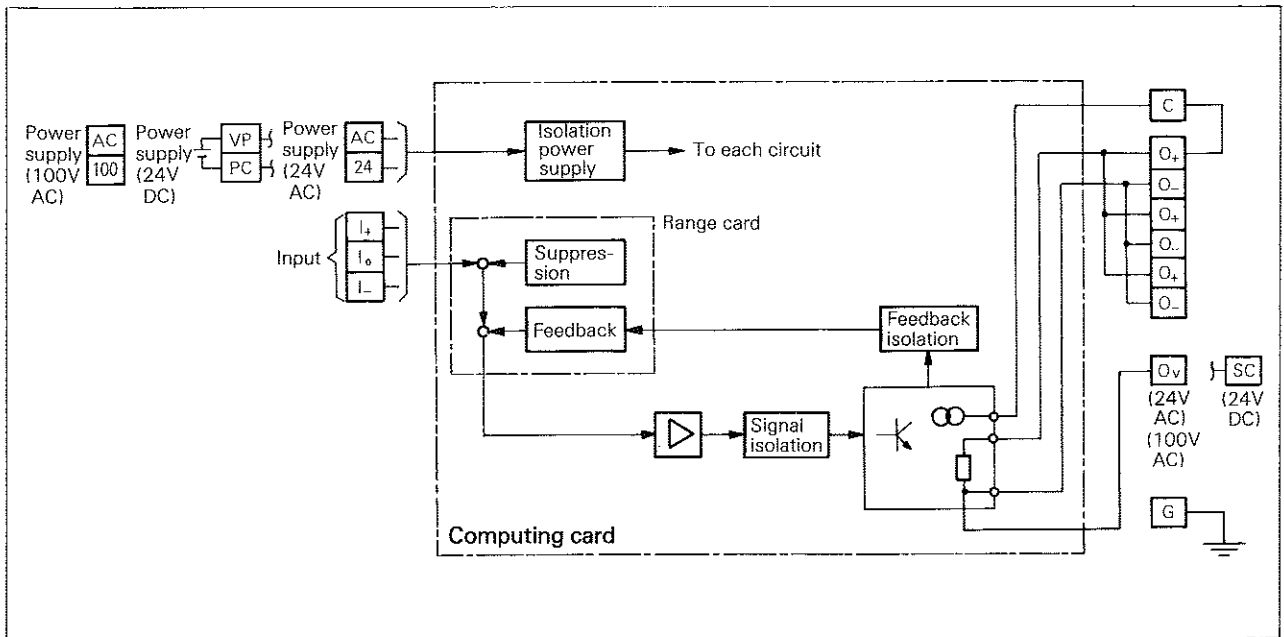 Power supply (100V AC)
AC
100
Power supply (24V DC)
VP
PC
Power supply (24V AC)
AC
24
Isolation power supply
To each circuit
Input
I+
Io
I−
Range card
Suppres-
sion
Feedback
Feedback isolation
Signal isolation
Computing card
C
O+
O−
O+
O−
O+
O−
Ov
(24V AC)
(100V AC)
SC
(24V DC)
G